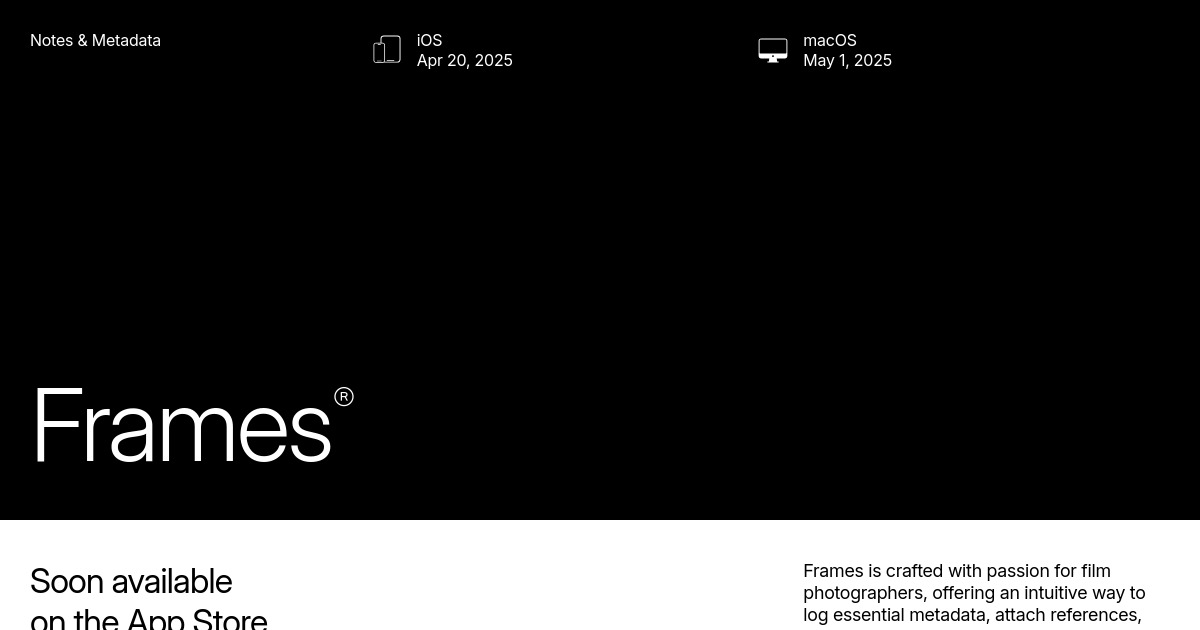 Notes & Metadata
iOS
Apr 20, 2025
macOS
May 1, 2025
Frames®
Soon available
on the App Store
Frames is crafted with passion for film
photographers, offering an intuitive way to
log essential metadata, attach references,